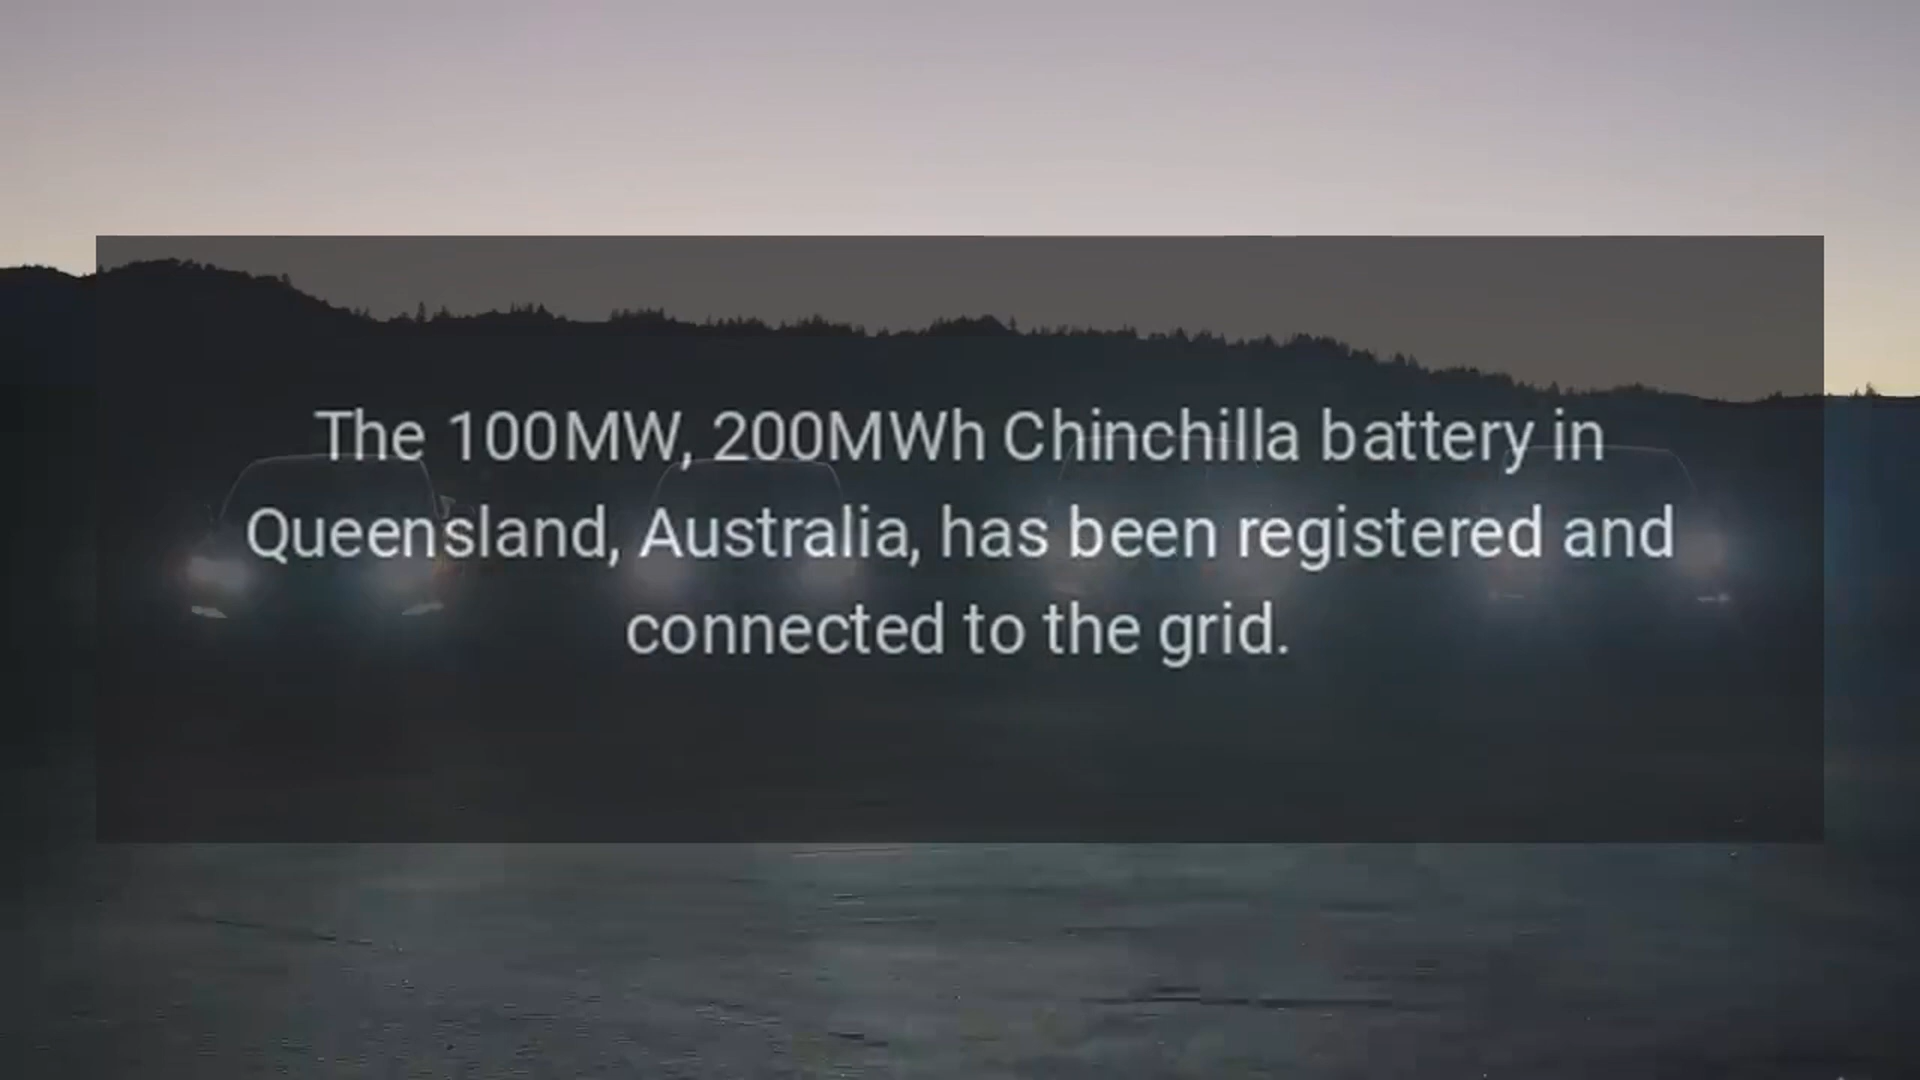 The 100MW, 200MWh Chinchilla battery in
Queensland, Australia, has been registered and
connected to the grid.